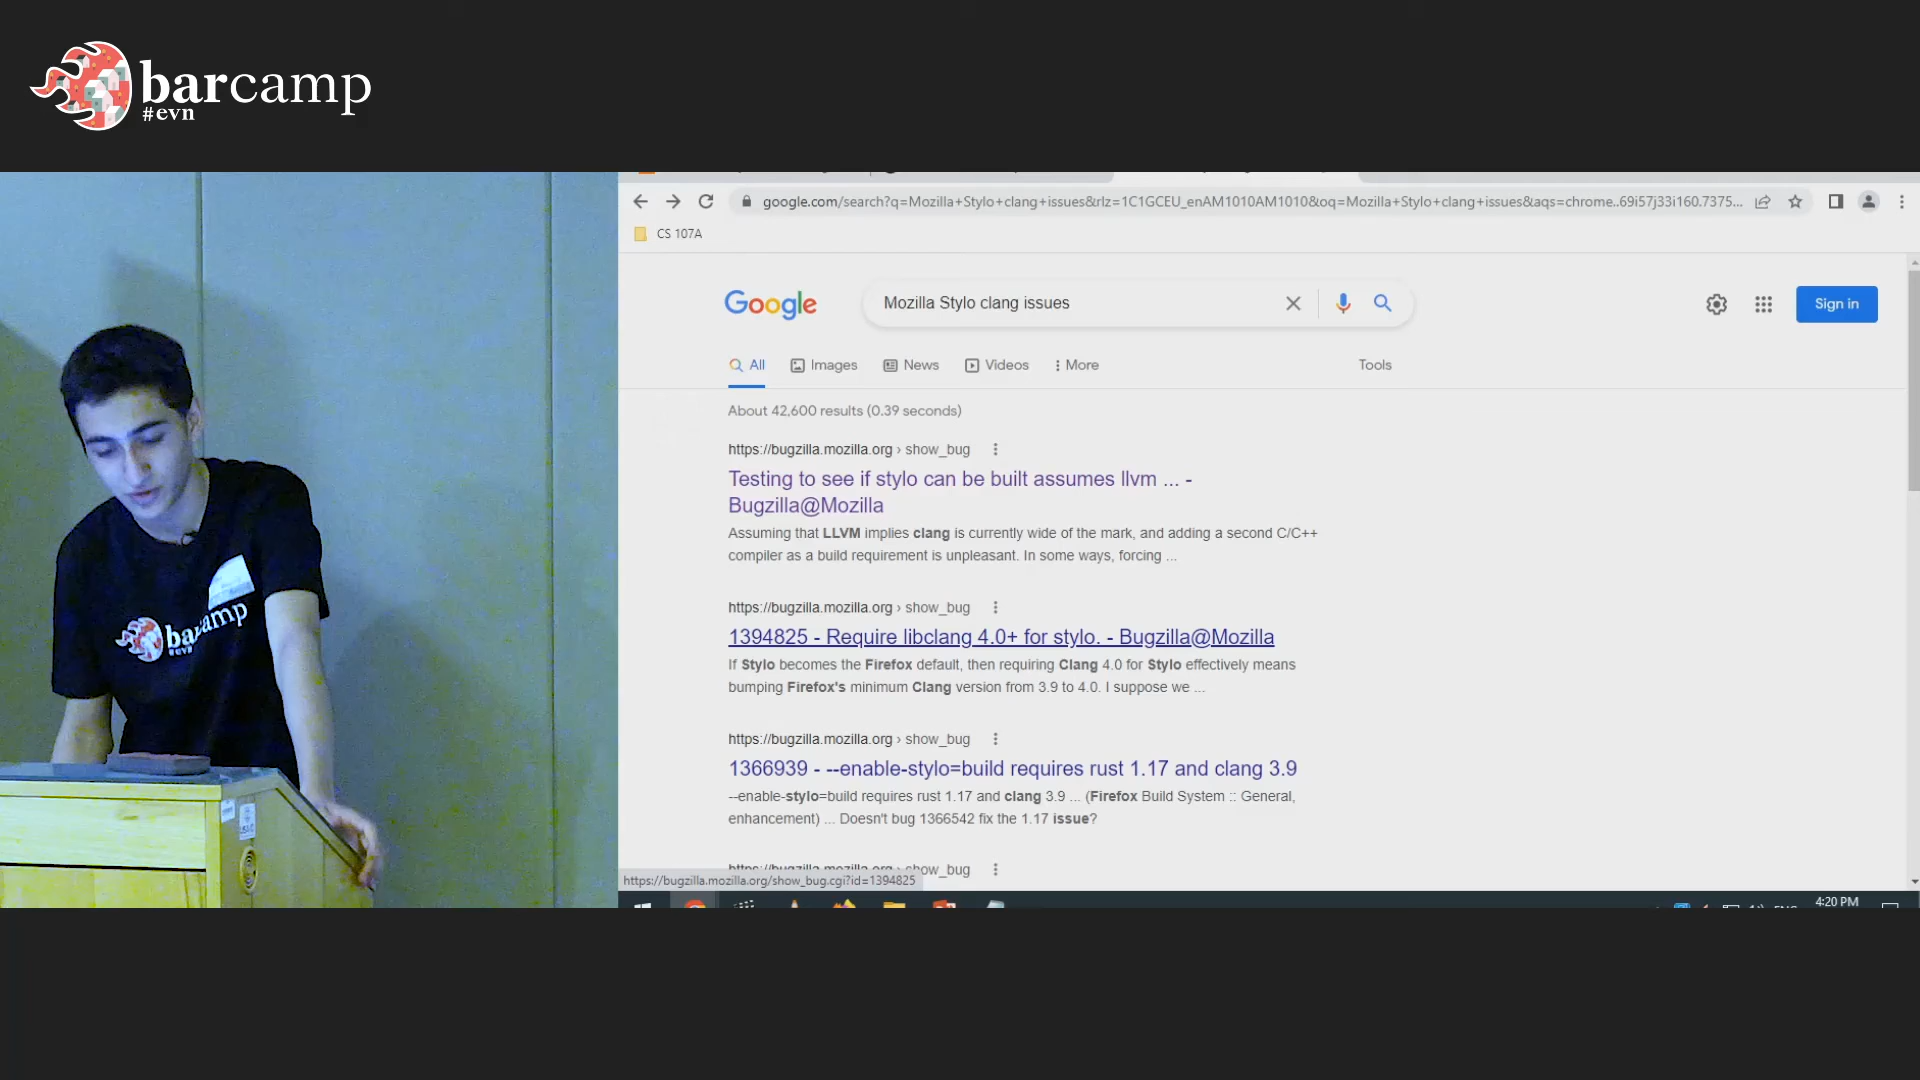 barcamp
#evn
google.com/search?q=Mozilla+Stylo+clang+issues&rlz=1C1GCEU_enAM1010AM1010&oq=Mozilla+Stylo+clang+issues&aqs=chrome..69i57j33i160.7375...
CS 107A
Google
Mozilla Stylo clang issues
Sign in
All
Images
News
Videos
More
Tools
About 42,600 results (0.39 seconds)
https://bugzilla.mozilla.org › show_bug
Testing to see if stylo can be built assumes llvm ... -
Bugzilla@Mozilla
Assuming that LLVM implies clang is currently wide of the mark, and adding a second C/C++
compiler as a build requirement is unpleasant. In some ways, forcing ...
https://bugzilla.mozilla.org › show_bug
1394825 - Require libclang 4.0+ for stylo. - Bugzilla@Mozilla
If Stylo becomes the Firefox default, then requiring Clang 4.0 for Stylo effectively means
bumping Firefox's minimum Clang version from 3.9 to 4.0. I suppose we ...
https://bugzilla.mozilla.org › show_bug
1366939 - --enable-stylo=build requires rust 1.17 and clang 3.9
--enable-stylo=build requires rust 1.17 and clang 3.9 ... (Firefox Build System :: General,
enhancement) ... Doesn't bug 1366542 fix the 1.17 issue?
https://bugzilla.mozilla.org › show_bug
https://bugzilla.mozilla.org/show_bug.cgi?id=1394825
4:20 PM
barcamp
#evn